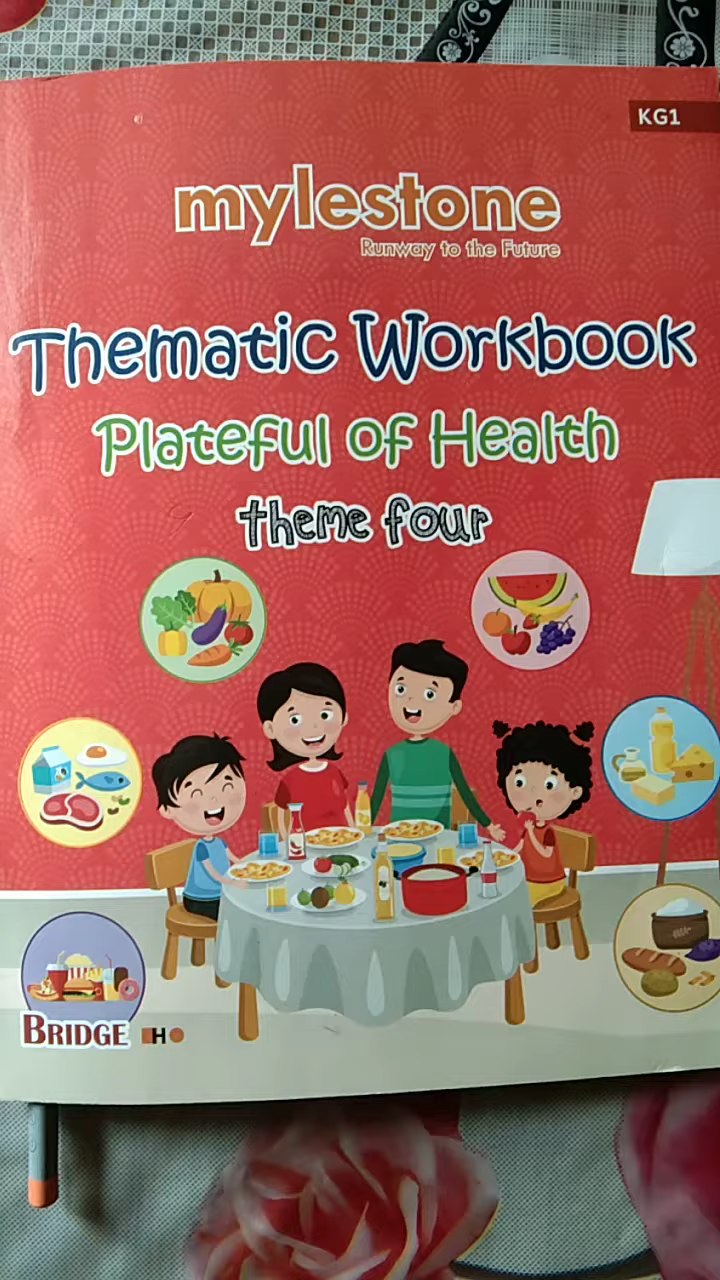 KG1
mylestone
Runway to the Future
Thematic Workbook
Plateful of Health
theme four
BRIDGE
H